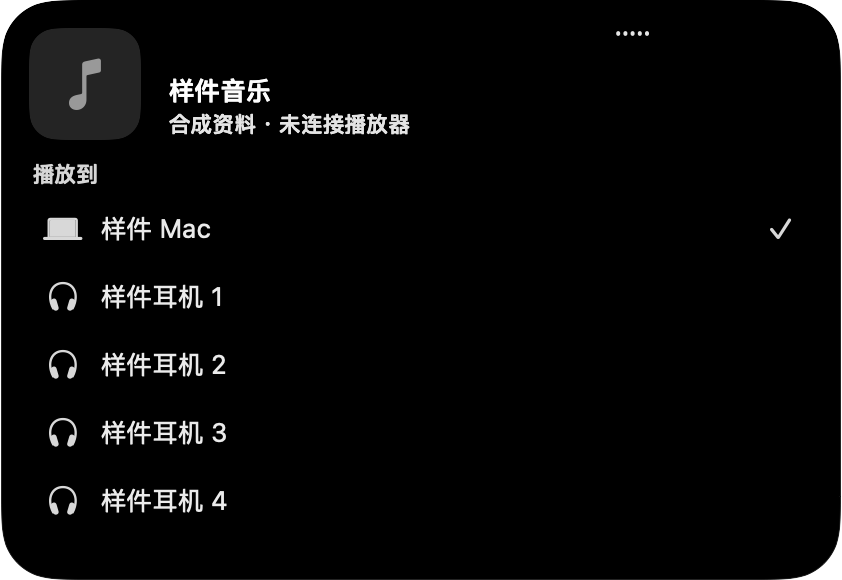 样件音乐
合成资料 · 未连接播放器
播放到
样件 Mac
样件耳机 1
样件耳机 2
样件耳机 3
样件耳机 4